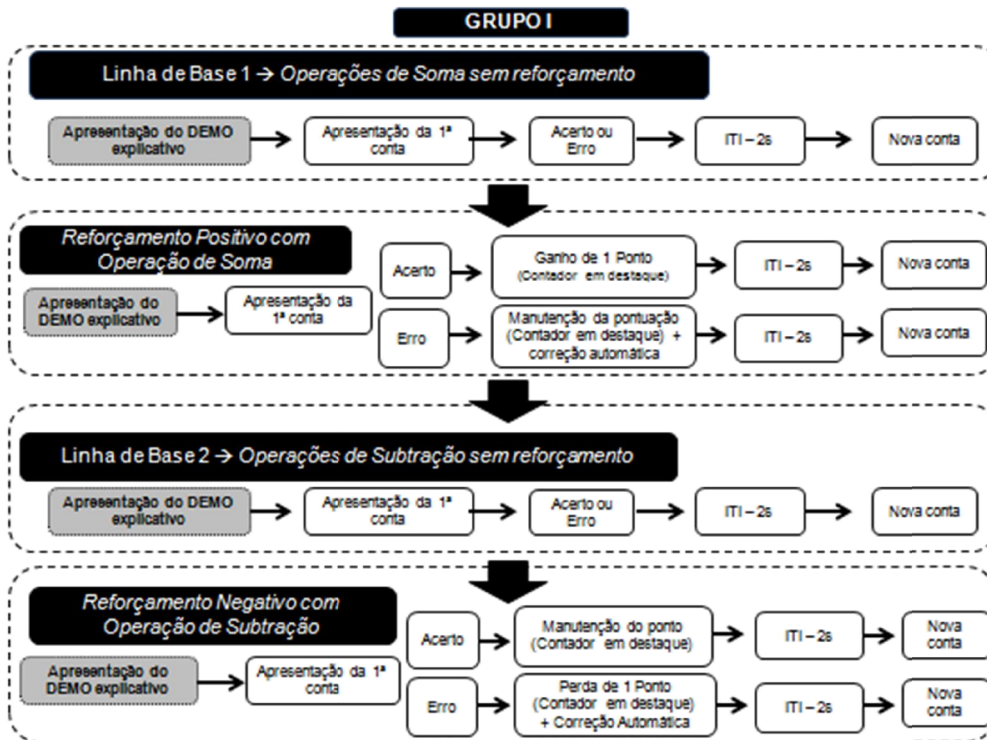 GRUPO I
Linha de Base 1 → Operações de Soma sem reforçamento
Apresentação do DEMO
explicativo
Apresentação da 1ª
conta
Acerto ou
Erro
ITI – 2s
Nova conta
Reforçamento Positivo com
Operação de Soma
Apresentação do
DEMO explicativo
Apresentação da
1ª conta
Acerto
Ganho de 1 Ponto
(Contador em destaque)
ITI – 2s
Nova conta
Erro
Manutenção da pontuação
(Contador em destaque) +
correção automática
ITI – 2s
Nova conta
Linha de Base 2 → Operações de Subtração sem reforçamento
Apresentação do DEMO
explicativo
Apresentação da 1ª
conta
Acerto ou
Erro
ITI – 2s
Nova conta
Reforçamento Negativo com
Operação de Subtração
Apresentação do
DEMO explicativo
Apresentação da 1ª
conta
Acerto
Manutenção do ponto
(Contador em destaque)
ITI – 2s
Nova
conta
Erro
Perda de 1 Ponto
(Contador em destaque)
+ Correção Automática
ITI – 2s
Nova
conta